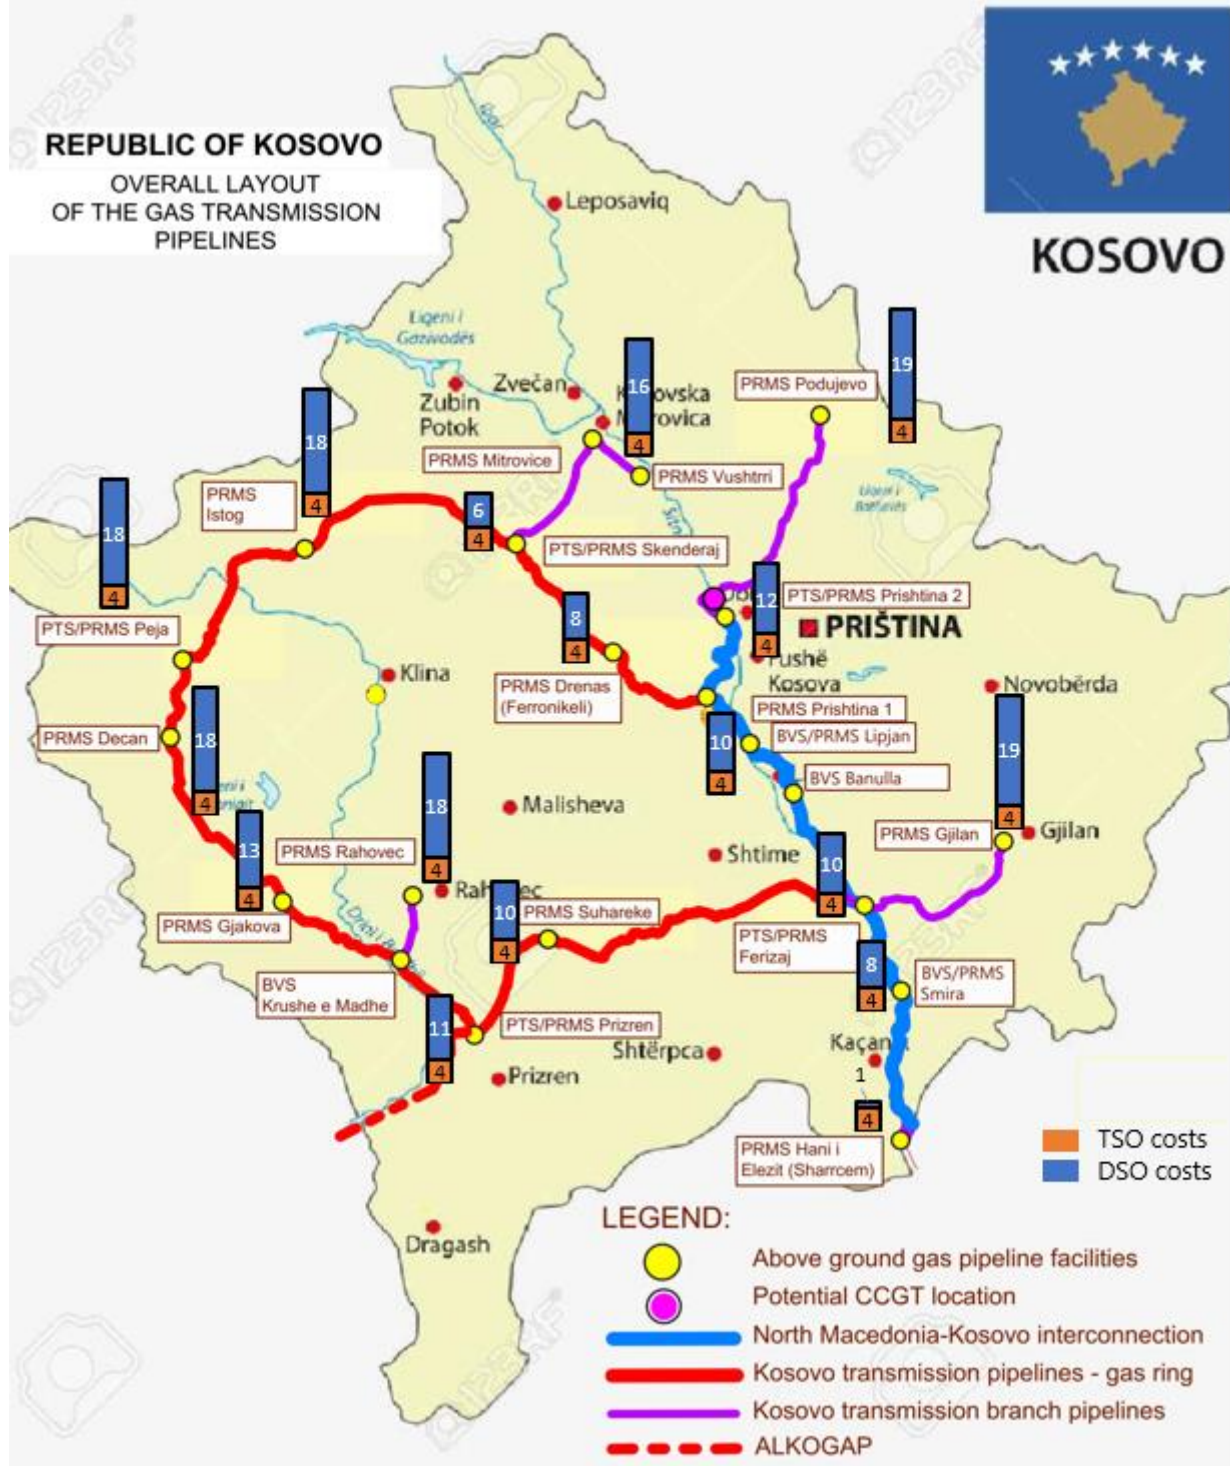 REPUBLIC OF KOSOVO
OVERALL LAYOUT
OF THE GAS TRANSMISSION
PIPELINES
KOSOVO
Ibar
Leposaviq
Liqeni i
Gazivodës
Zvečan
Zubin
Potok
16
4
PRMS Mitrovice
PRMS Vushtrri
PRMS Podujevo
19
4
18
4
PRMS
Istog
18
4
PTS/PRMS Peja
6
4
PTS/PRMS Skenderaj
8
4
PRMS Drenas
(Ferronikeli)
12
4
PTS/PRMS Prishtina 2
PRIŠTINA
Fushë
Kosova
Klina
PRMS Decan
18
4
PRMS Prishtina 1
BVS/PRMS Lipjan
BVS Banulla
10
4
Novobërda
19
4
PRMS Gjilan
Gjilan
Malisheva
Shtime
18
4
PRMS Rahovec
13
4
PRMS Gjakova
10
4
PRMS Suhareke
10
4
PTS/PRMS
Ferizaj
BVS
Krushe e Madhe
8
4
BVS/PRMS
Smira
11
4
PTS/PRMS Prizren
Prizren
Shtërpca
1
4
PRMS Hani i
Elezit (Sharrcem)
Dragash
TSO costs
DSO costs
LEGEND:
Above ground gas pipeline facilities
Potential CCGT location
North Macedonia-Kosovo interconnection
Kosovo transmission pipelines - gas ring
Kosovo transmission branch pipelines
ALKOGAP
123RF